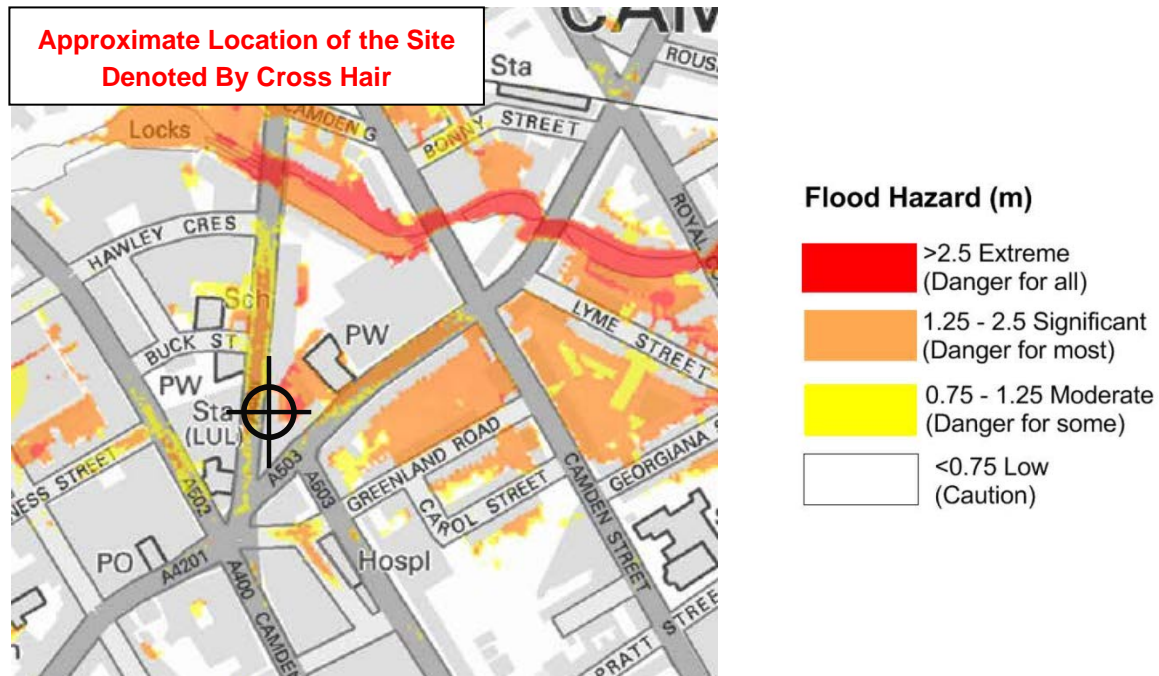 Approximate Location of the Site
Denoted By Cross Hair
CAM
ROUS
Sta
Locks
CAMDEN G
BONNY STREET
HAWLEY CRES
ROYAL
Sch
BUCK ST
PW
LYME STREET
PW
Sta
(LUL)
NESS STREET
A502
A503
A503
GREENLAND ROAD
CAROL STREET
GEORGIANA S
CAMDEN STREET
PO
A4201
A400 CAMDEN
Hospl
PRATT STREET
Flood Hazard (m)
>2.5 Extreme
(Danger for all)
1.25 - 2.5 Significant
(Danger for most)
0.75 - 1.25 Moderate
(Danger for some)
<0.75 Low
(Caution)